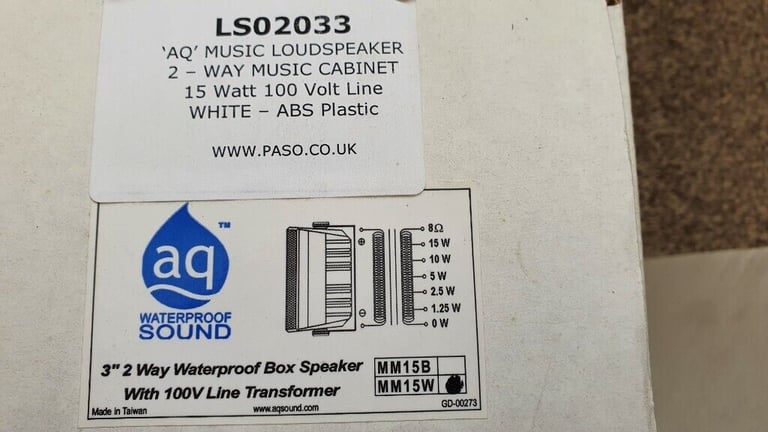 LS02033
‘AQ’ MUSIC LOUDSPEAKER
2 – WAY MUSIC CABINET
15 Watt 100 Volt Line
WHITE – ABS Plastic
WWW.PASO.CO.UK
aq
TM
WATERPROOF
SOUND
8Ω
15 W
10 W
5 W
2.5 W
1.25 W
0 W
3" 2 Way Waterproof Box Speaker
With 100V Line Transformer
MM15B
MM15W
Made in Taiwan
www.aqsound.com
GD-00273